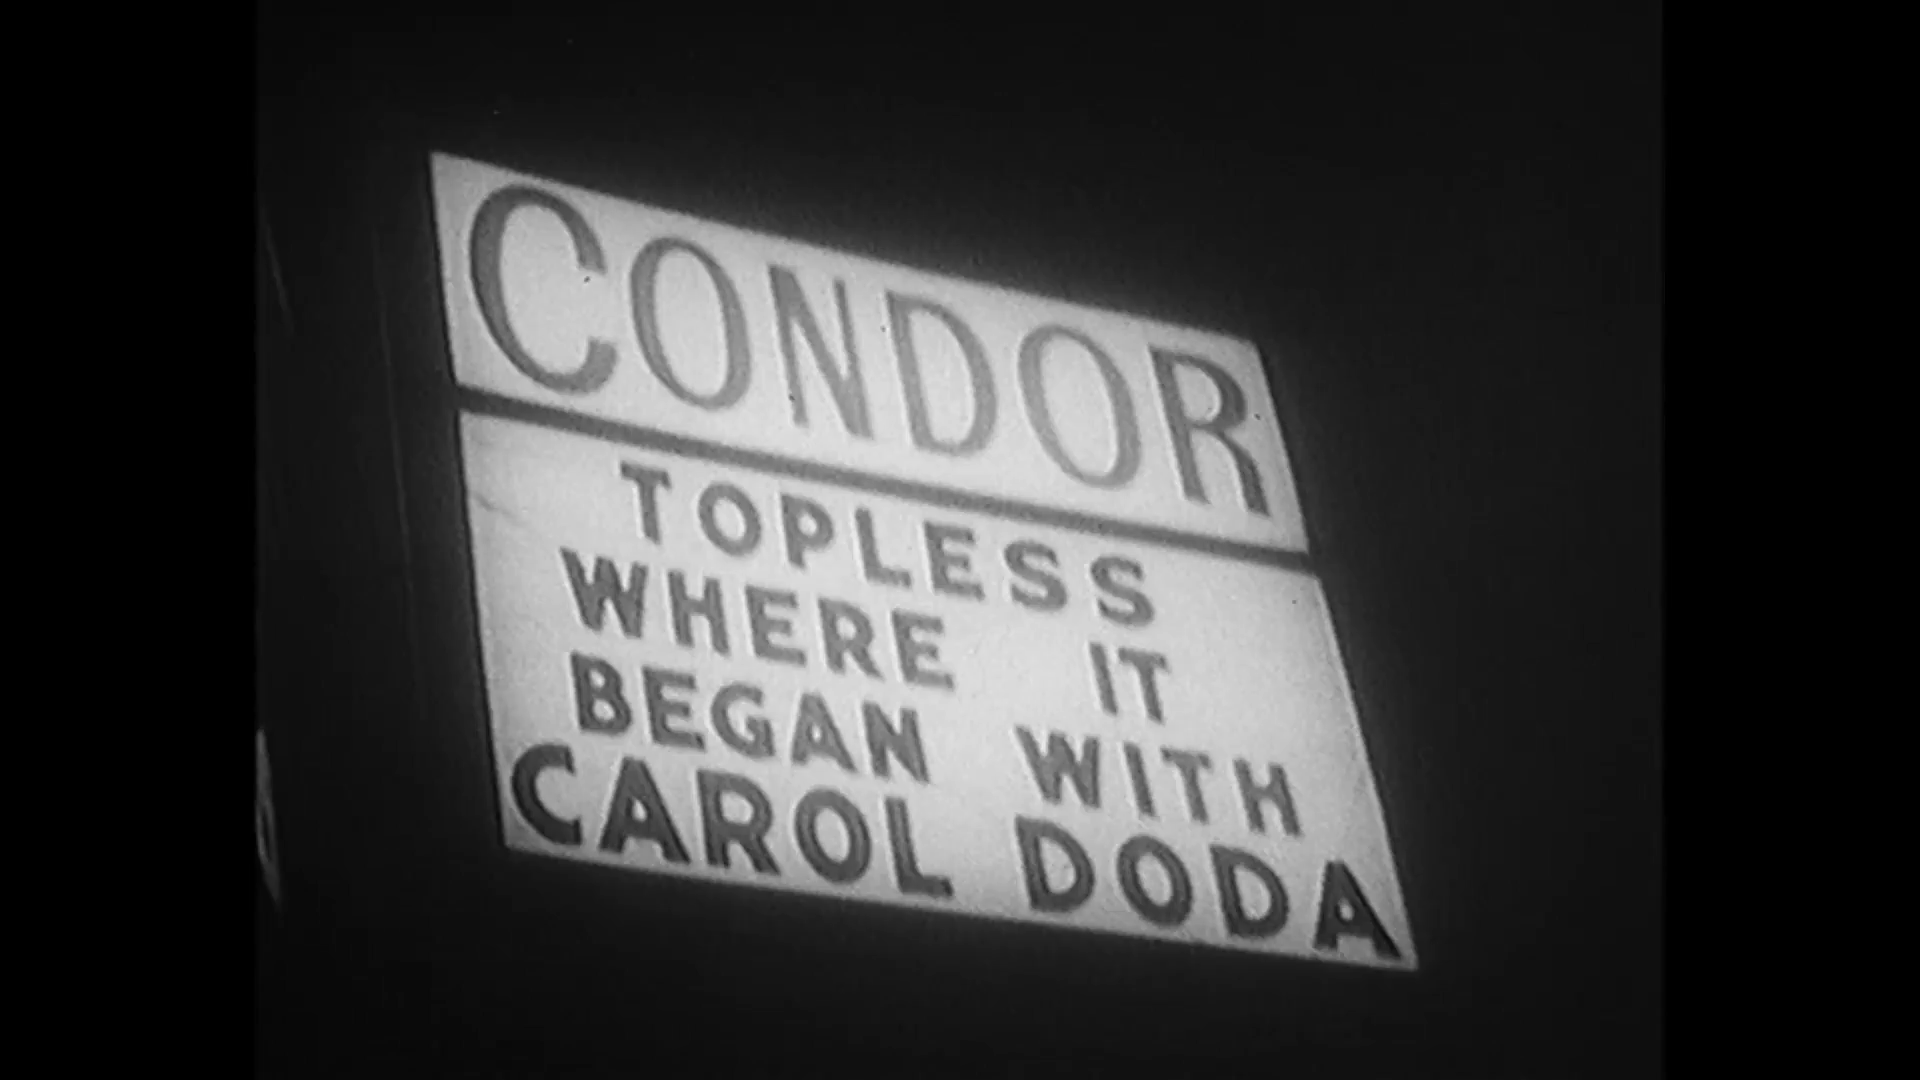 CONDOR
TOPLESS
WHERE IT
BEGAN WITH
CAROL DODA